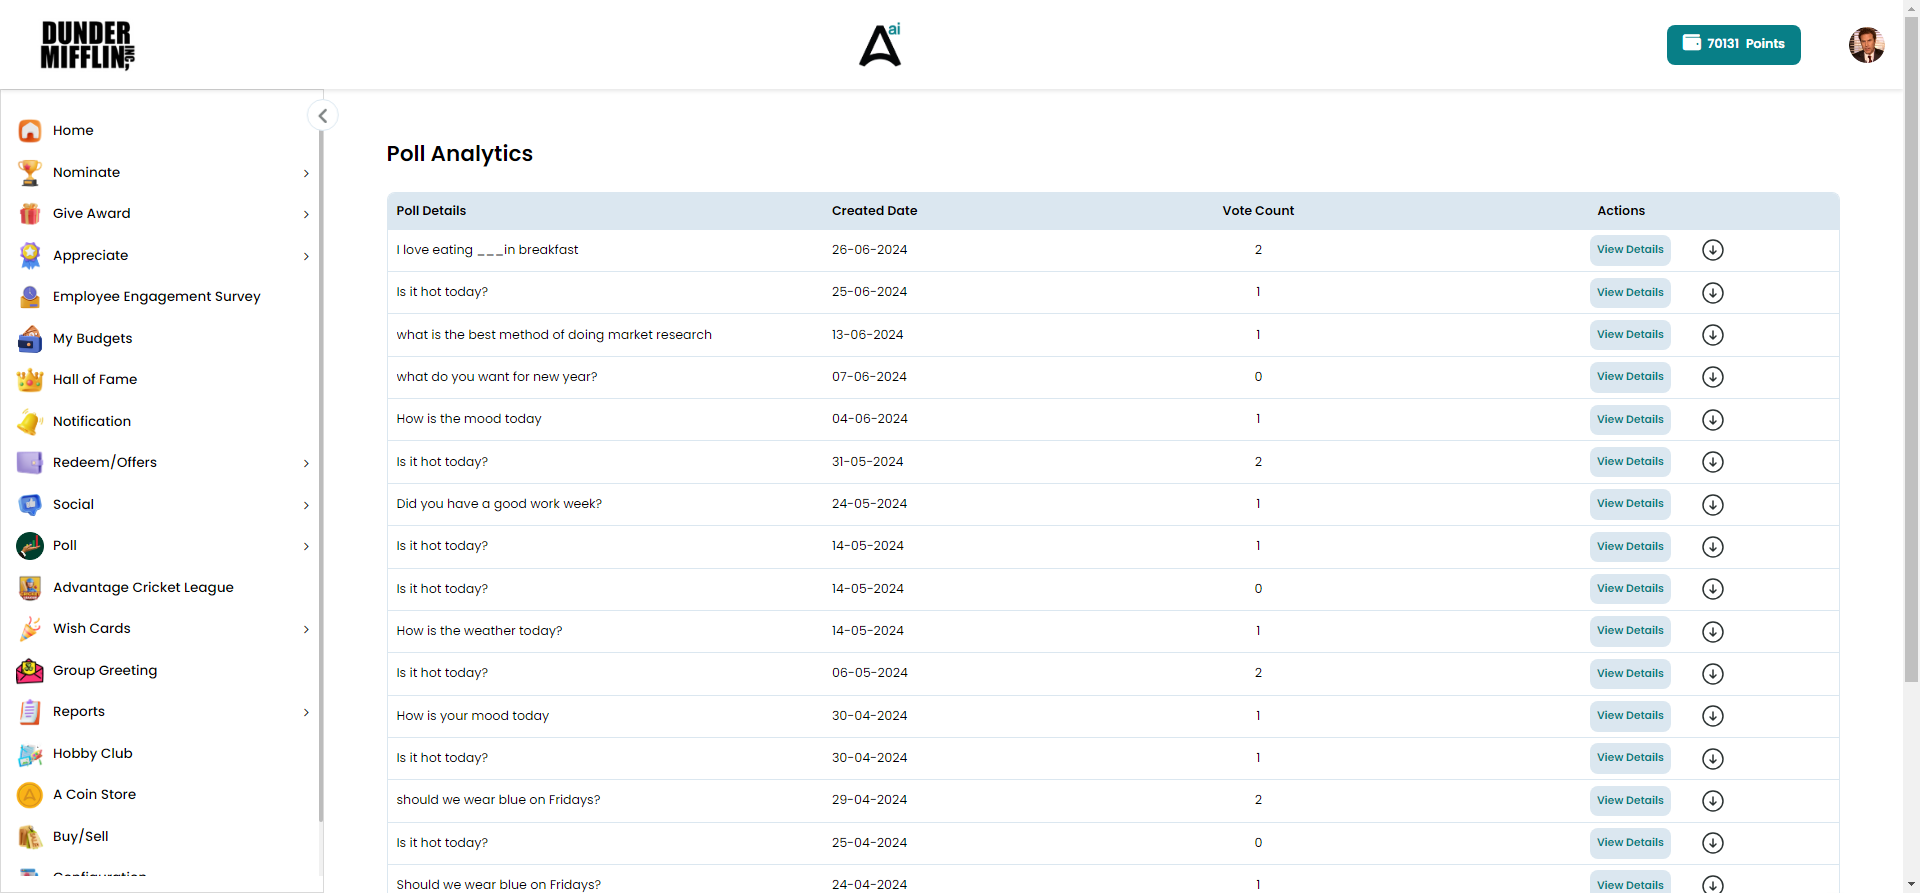 DUNDER
MIFFLIN INC,
ai
70131 Points
Home
Nominate
Give Award
Appreciate
Employee Engagement Survey
My Budgets
Hall of Fame
Notification
Redeem/Offers
Social
Poll
Advantage Cricket League
Wish Cards
Group Greeting
Reports
Hobby Club
A Coin Store
Buy/Sell
Configuration
Poll Analytics
Poll Details Created Date Vote Count Actions
I love eating ___in breakfast 26-06-2024 2 View Details
Is it hot today? 25-06-2024 1 View Details
what is the best method of doing market research 13-06-2024 1 View Details
what do you want for new year? 07-06-2024 0 View Details
How is the mood today 04-06-2024 1 View Details
Is it hot today? 31-05-2024 2 View Details
Did you have a good work week? 24-05-2024 1 View Details
Is it hot today? 14-05-2024 1 View Details
Is it hot today? 14-05-2024 0 View Details
How is the weather today? 14-05-2024 1 View Details
Is it hot today? 06-05-2024 2 View Details
How is your mood today 30-04-2024 1 View Details
Is it hot today? 30-04-2024 1 View Details
should we wear blue on Fridays? 29-04-2024 2 View Details
Is it hot today? 25-04-2024 0 View Details
Should we wear blue on Fridays? 24-04-2024 1 View Details